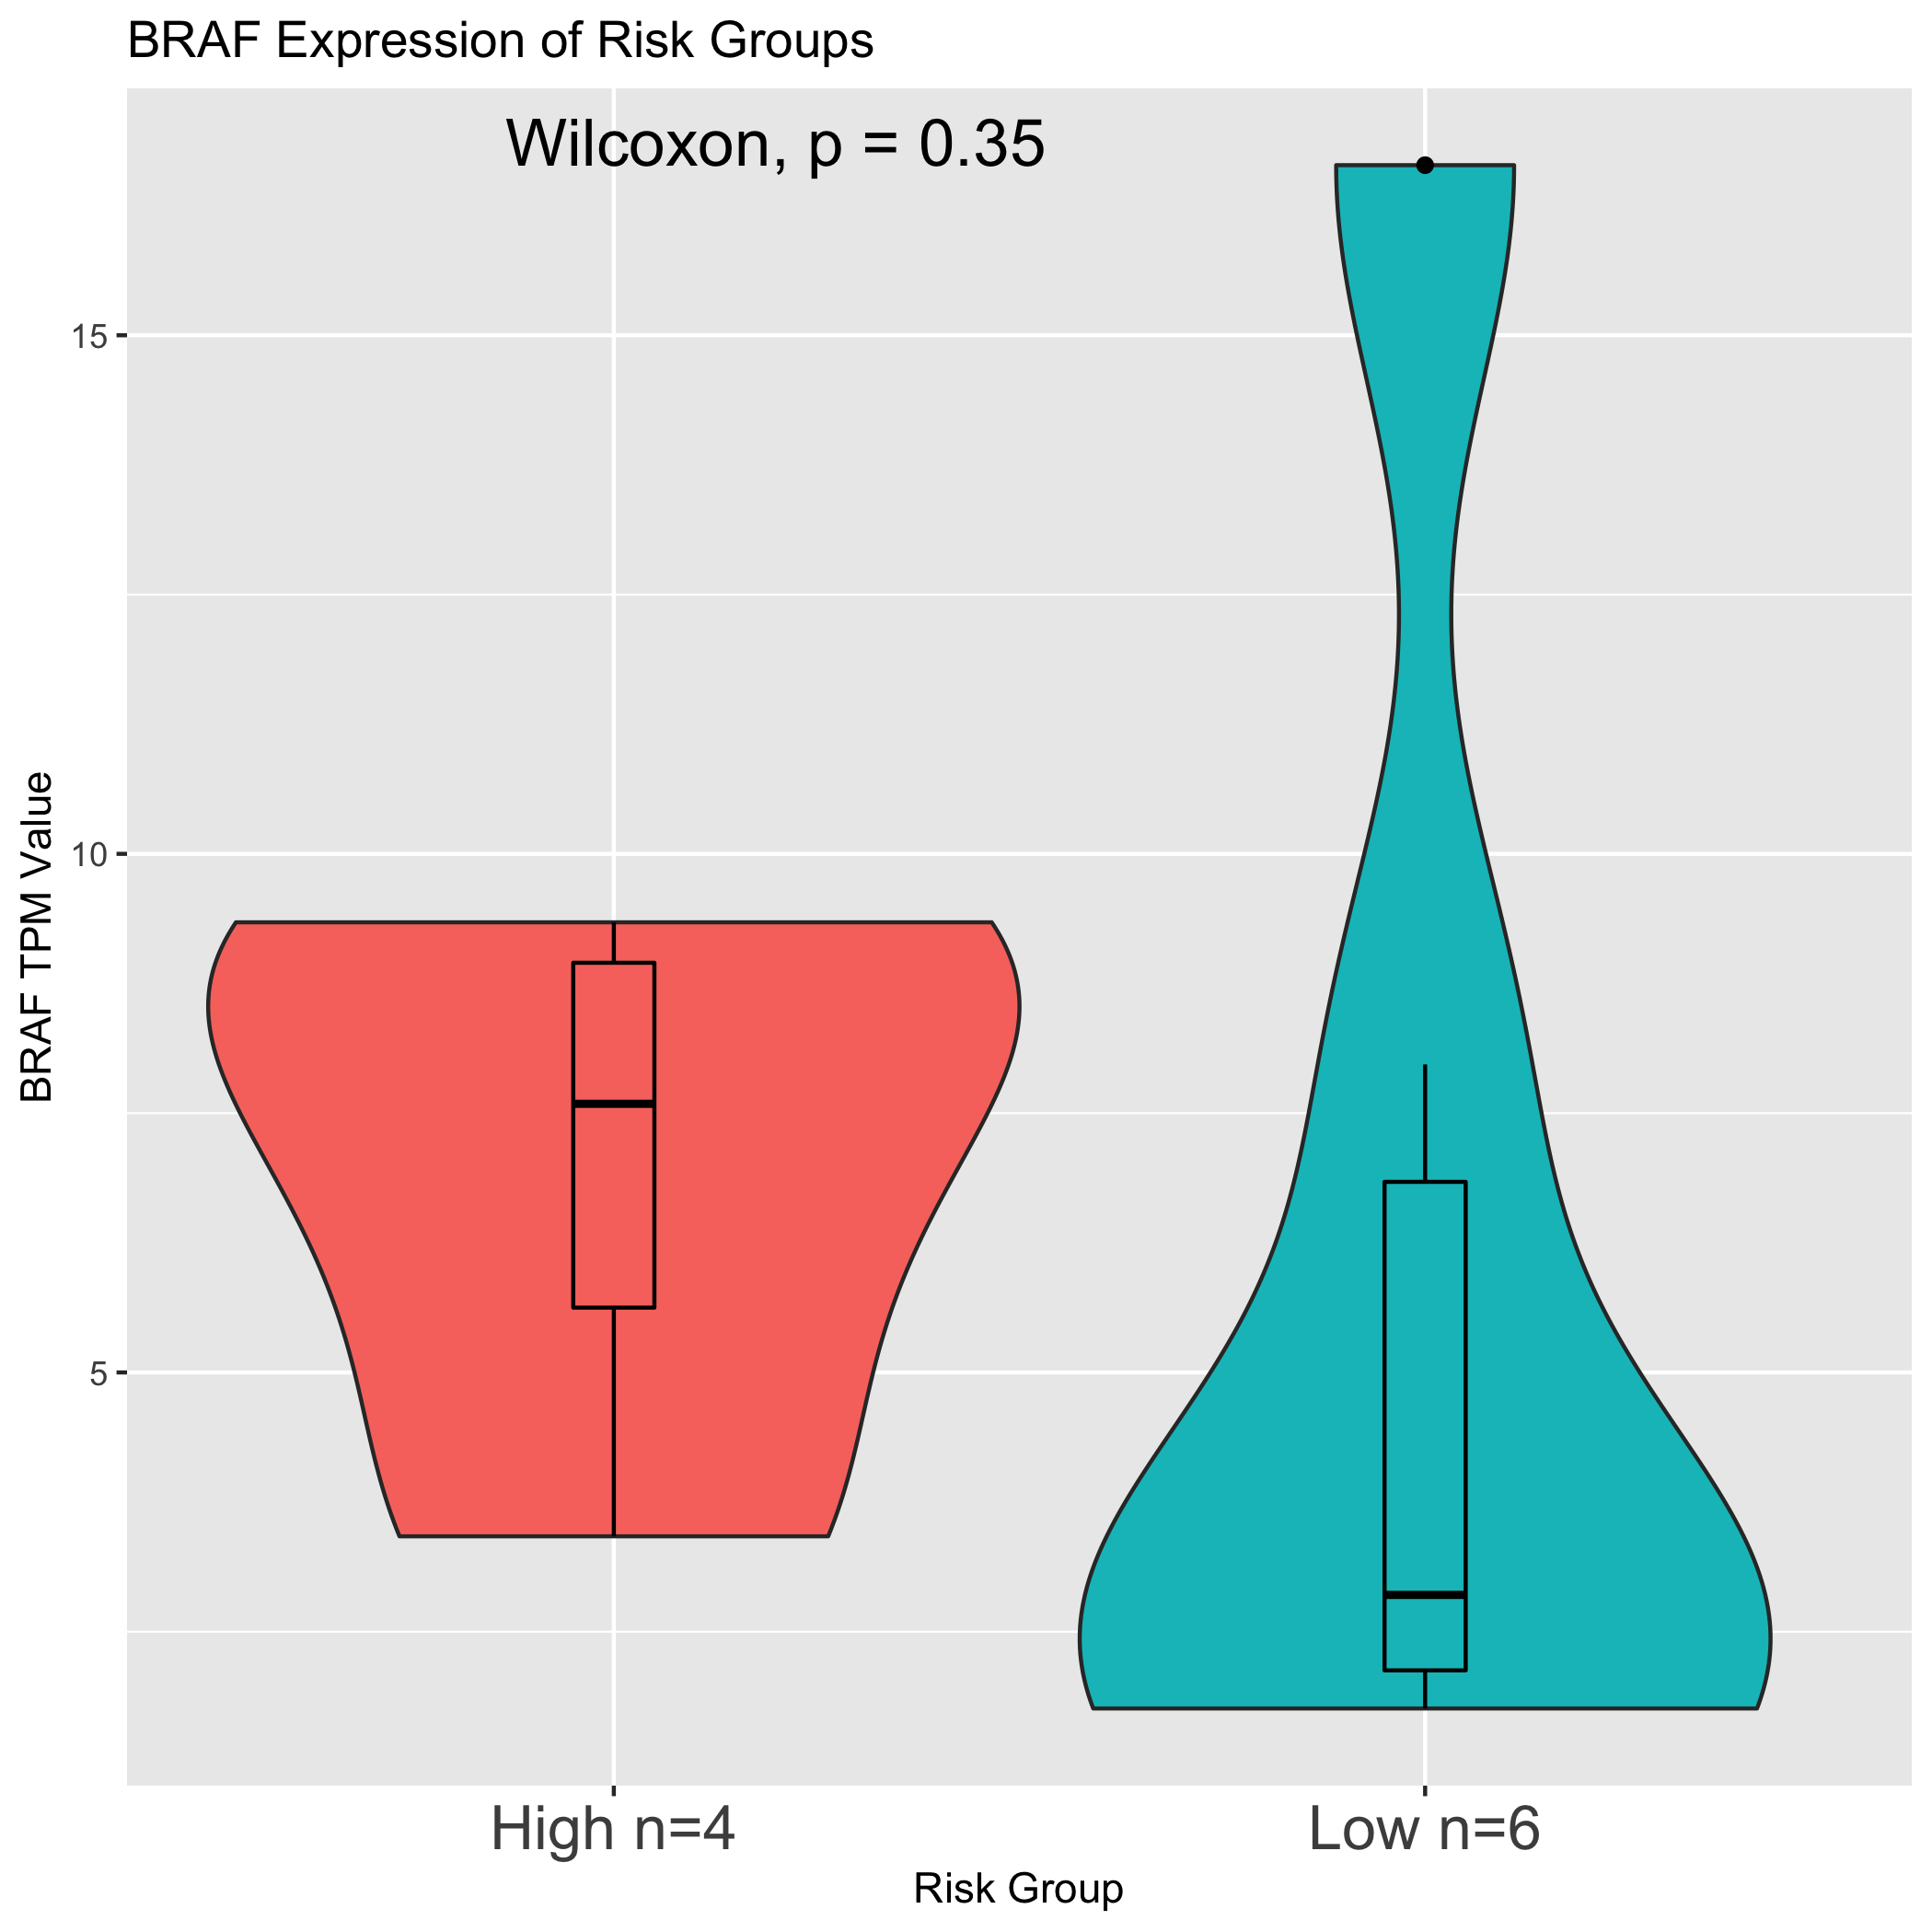 BRAF Expression of Risk Groups
Wilcoxon, p = 0.35
15
10
5
BRAF TPM Value
High n=4
Low n=6
Risk Group